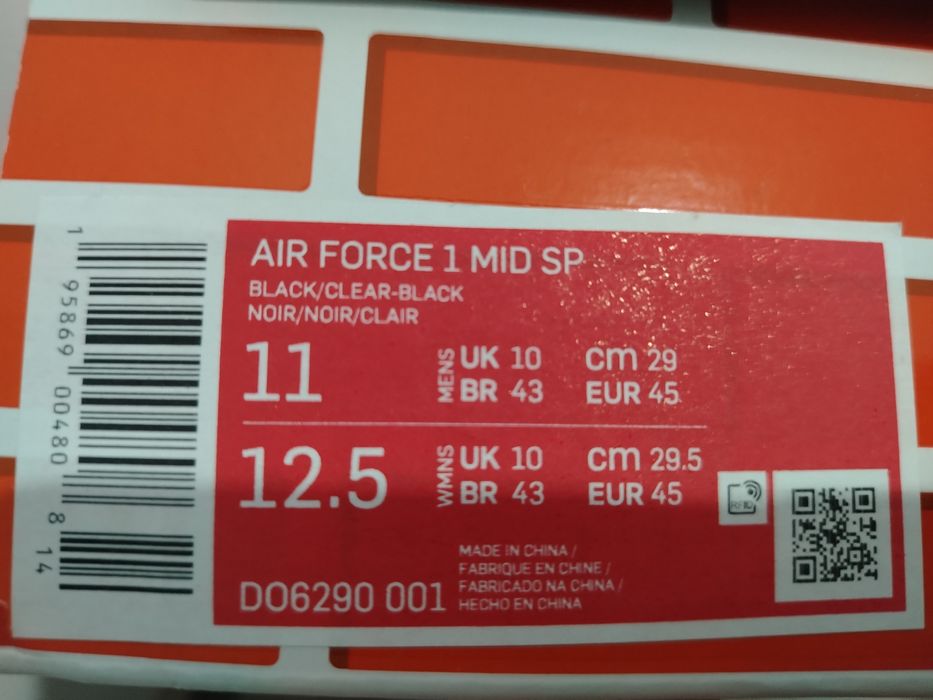 AIR FORCE 1 MID SP
BLACK/CLEAR-BLACK
NOIR/NOIR/CLAIR
11 MENS UK 10 cm 29
BR 43 EUR 45
12.5 WMNS UK 10 cm 29.5
BR 43 EUR 45
RFID
MADE IN CHINA /
FABRIQUE EN CHINE /
FABRICADO NA CHINA /
HECHO EN CHINA
DO6290 001
1 95869 00480 8 14